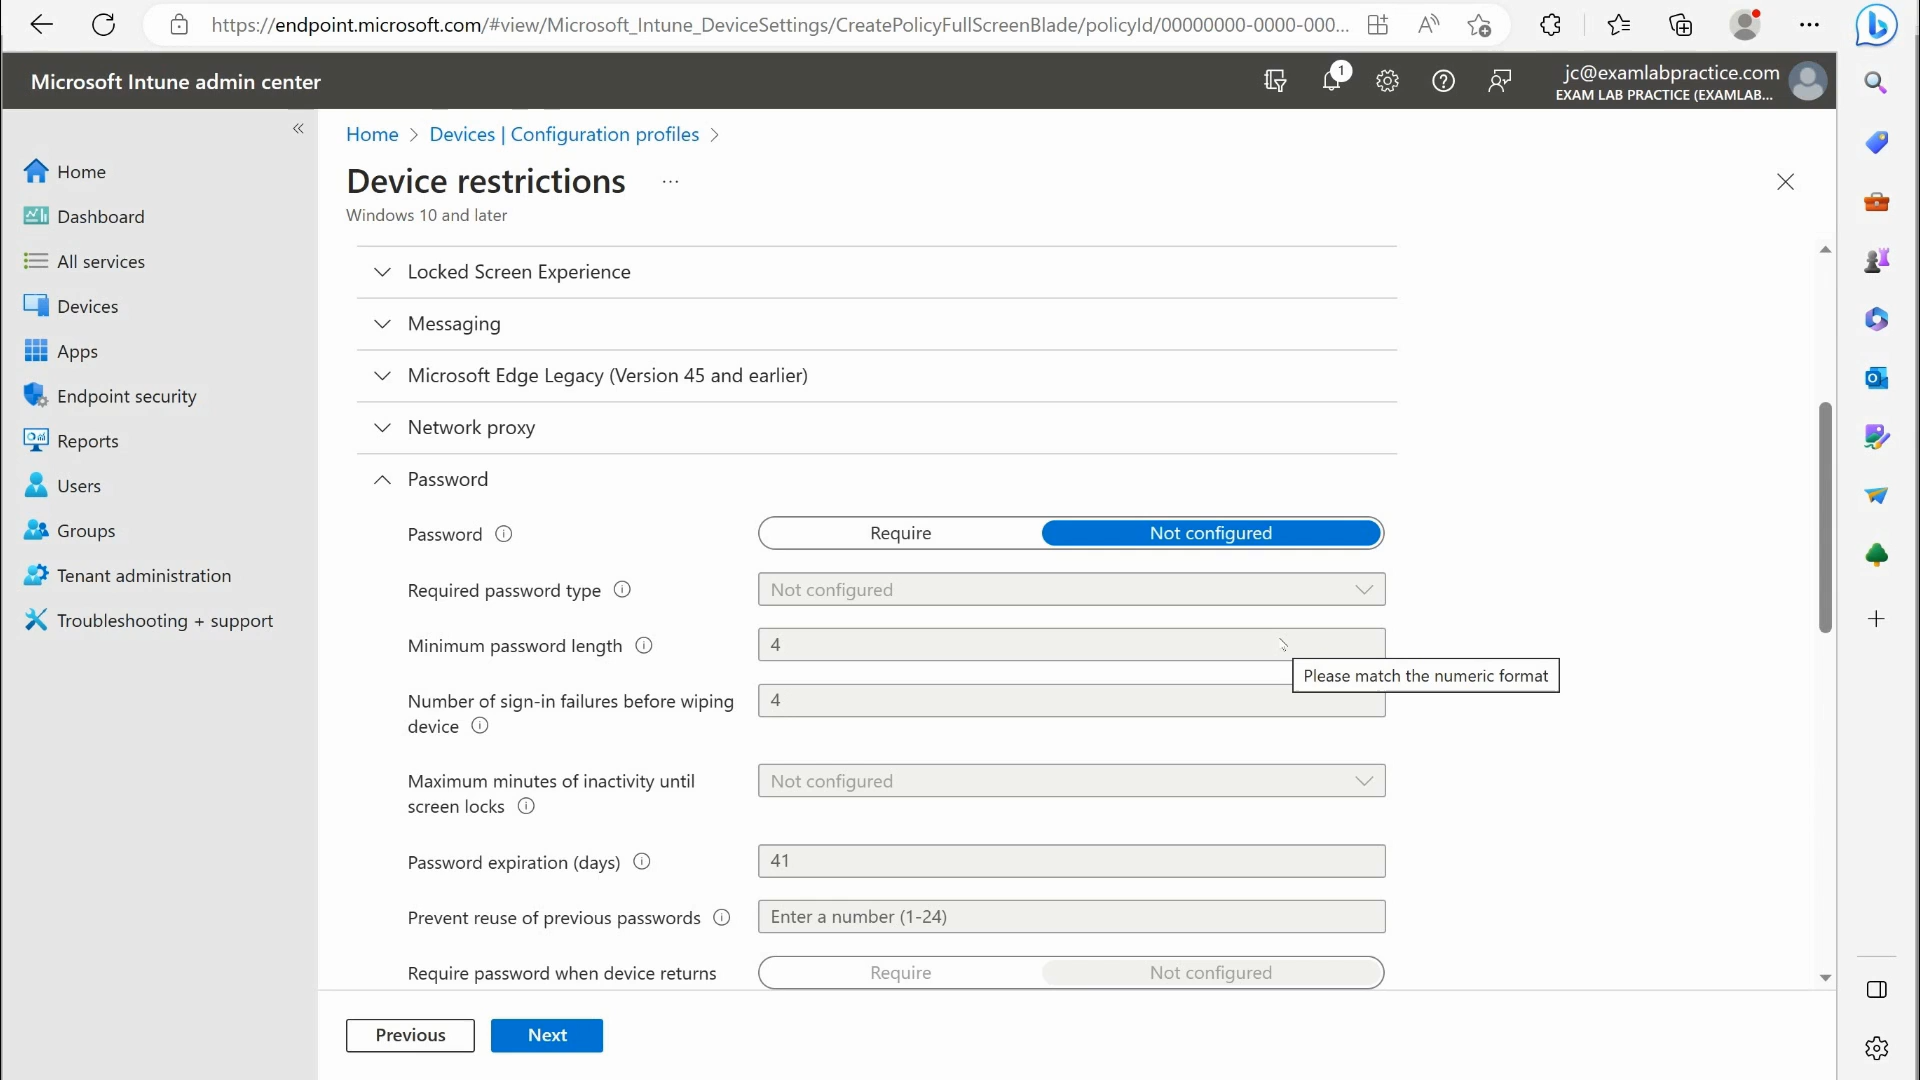 https://endpoint.microsoft.com/#view/Microsoft_Intune_DeviceSettings/CreatePolicyFullScreenBlade/policyId/00000000-0000-000...
Microsoft Intune admin center
1
jc@examlabpractice.com
EXAM LAB PRACTICE (EXAMLAB...
Home
Dashboard
All services
Devices
Apps
Endpoint security
Reports
Users
Groups
Tenant administration
Troubleshooting + support
Home > Devices | Configuration profiles >
Device restrictions ...
Windows 10 and later
Locked Screen Experience
Messaging
Microsoft Edge Legacy (Version 45 and earlier)
Network proxy
Password
Password Require Not configured
Required password type Not configured
Minimum password length 4
Please match the numeric format
Number of sign-in failures before wiping
device
4
Maximum minutes of inactivity until
screen locks
Not configured
Password expiration (days) 41
Prevent reuse of previous passwords Enter a number (1-24)
Require password when device returns Require Not configured
Previous Next